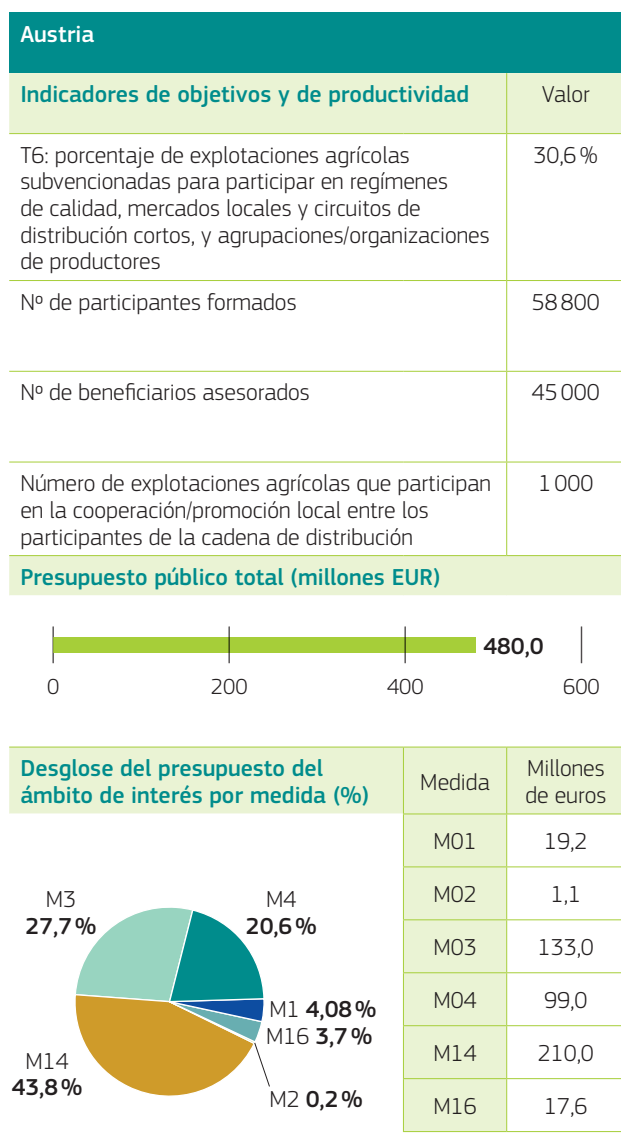 Austria
Indicadores de objetivos y de productividad
Valor
T6: porcentaje de explotaciones agrícolas
subvencionadas para participar en regímenes
de calidad, mercados locales y circuitos de
distribución cortos, y agrupaciones/organizaciones
de productores
30,6 %
Nº de participantes formados
58 800
Nº de beneficiarios asesorados
45 000
Número de explotaciones agrícolas que participan
en la cooperación/promoción local entre los
participantes de la cadena de distribución
1 000
Presupuesto público total (millones EUR)
480,0
0 200 400 600
Desglose del presupuesto del
ámbito de interés por medida (%)
M3
27,7 %
M4
20,6 %
M1 4,08 %
M16 3,7 %
M2 0,2 %
M14
43,8 %
Medida
Millones
de euros
M01 19,2
M02 1,1
M03 133,0
M04 99,0
M14 210,0
M16 17,6